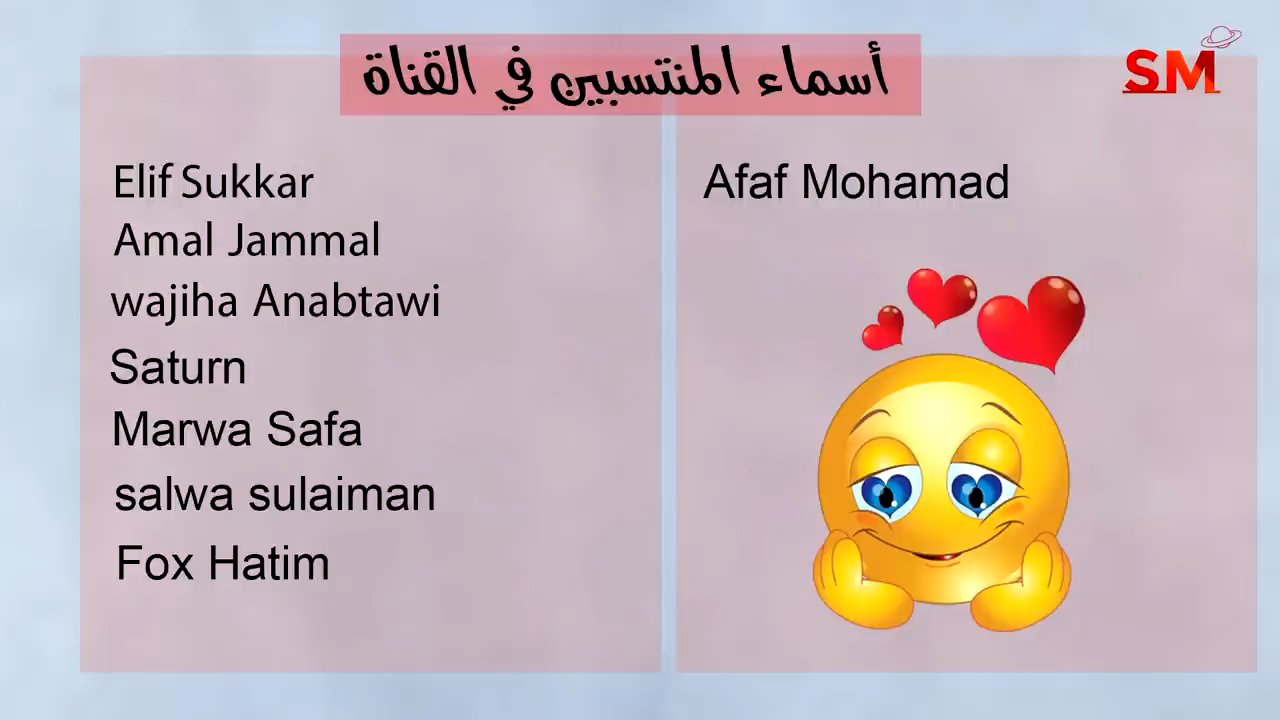 أسماء المنتسبين في القناة
SM
Elif Sukkar
Amal Jammal
wajiha Anabtawi
Saturn
Marwa Safa
salwa sulaiman
Fox Hatim
Afaf Mohamad